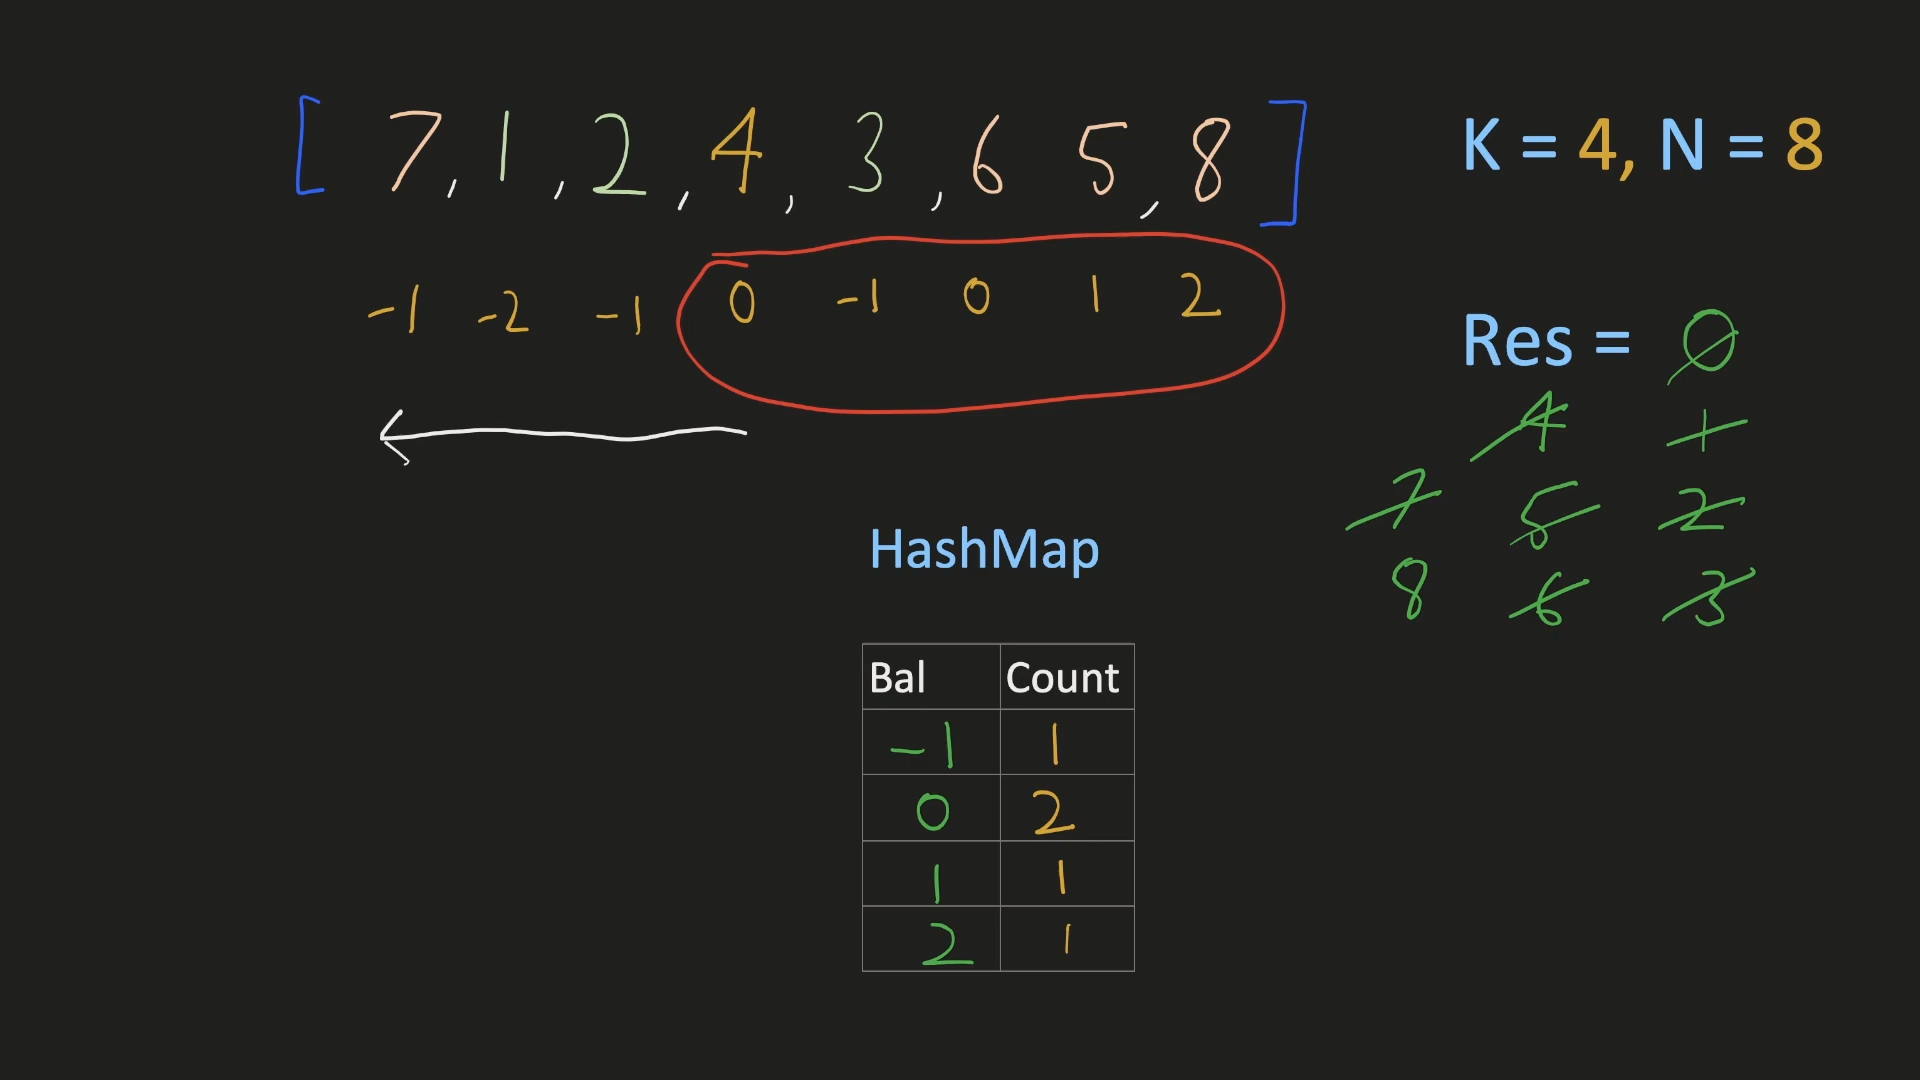 [ 7, 1, 2, 4, 3, 6 5, 8 ]
K = 4, N = 8
-1 -2 -1 0 -1 0 1 2
Res = 0
4 1
7 5 2
8 6 3
HashMap
Bal Count
-1 1
0 2
1 1
2 1